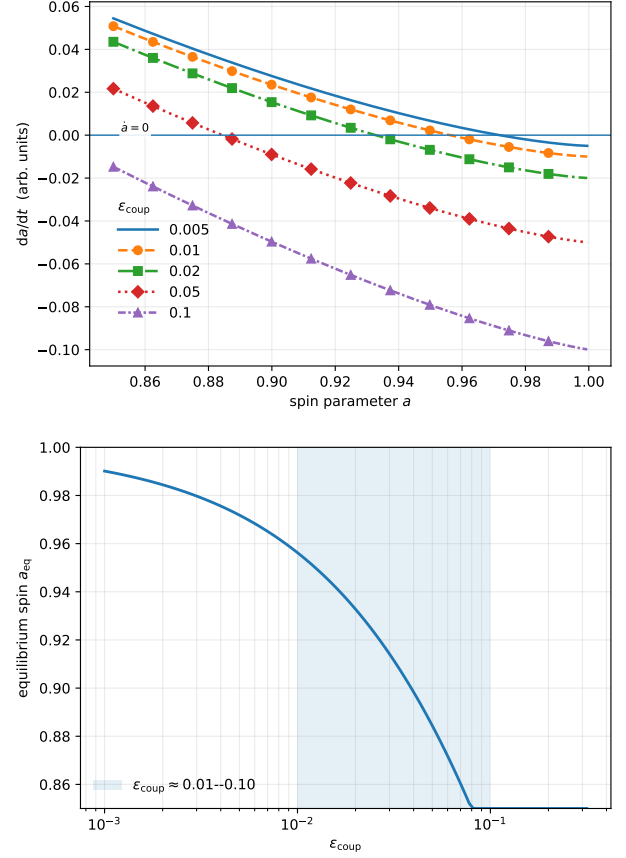 0.06
0.04
0.02
0.00
−0.02
−0.04
−0.06
−0.08
−0.10
da/dt (arb. units)
ȧ = 0
ε_coup
0.005
0.01
0.02
0.05
0.1
0.86 0.88 0.90 0.92 0.94 0.96 0.98 1.00
spin parameter a
1.00
0.98
0.96
0.94
0.92
0.90
0.88
0.86
equilibrium spin a_eq
ε_coup ≈ 0.01--0.10
10⁻³ 10⁻² 10⁻¹
ε_coup